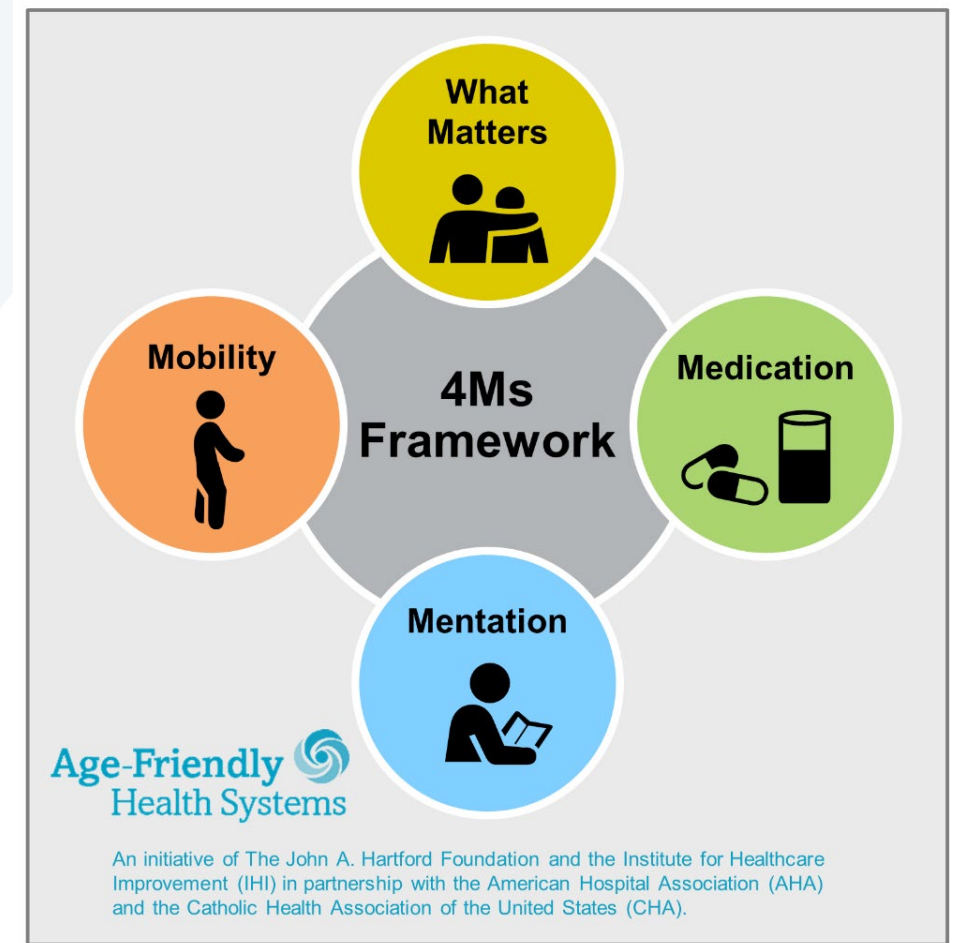 What
Matters
Mobility
4Ms
Framework
Medication
Mentation
Age-Friendly
Health Systems
An initiative of The John A. Hartford Foundation and the Institute for Healthcare
Improvement (IHI) in partnership with the American Hospital Association (AHA)
and the Catholic Health Association of the United States (CHA).